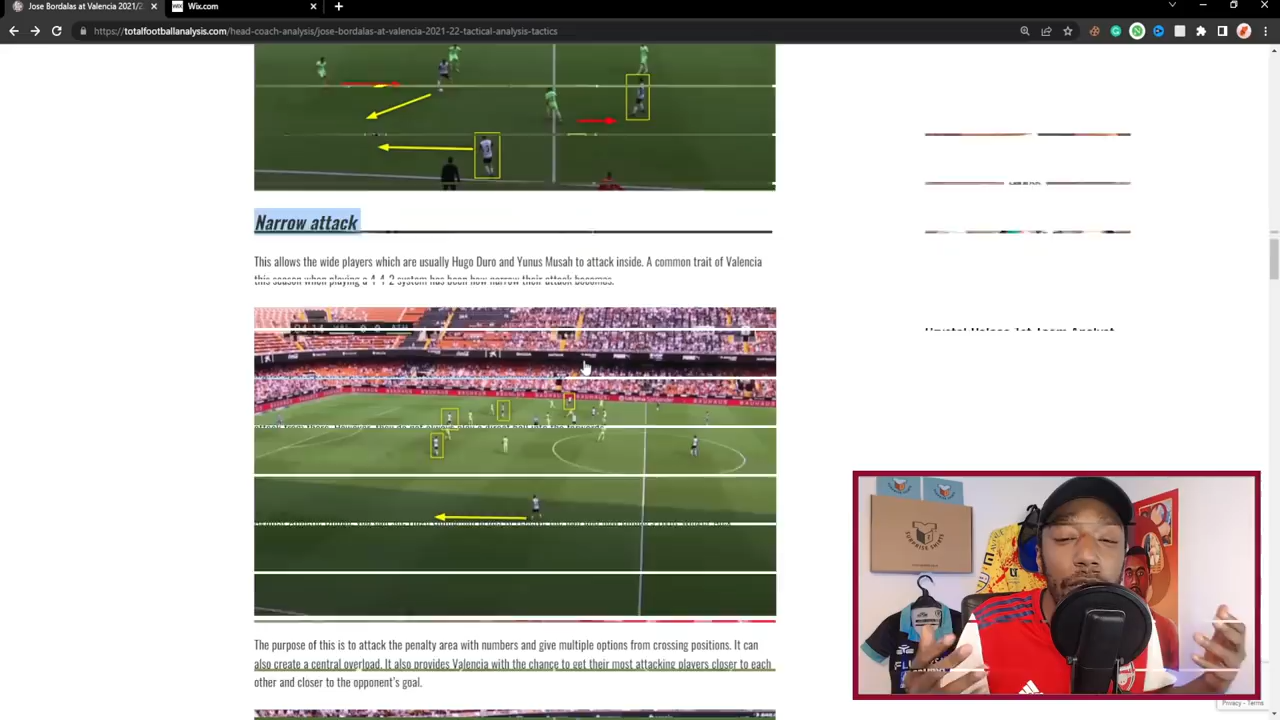 Jose Bordalas at Valencia 2021/2
Wix.com
https://totalfootballanalysis.com/head-coach-analysis/jose-bordalas-at-valencia-2021-22-tactical-analysis-tactics
Narrow attack
This allows the wide players which are usually Hugo Duro and Yunus Musah to attack inside. A common trait of Valencia
this season when playing a 4-4-2 system has been how narrow their attack becomes.
The purpose of this is to attack the penalty area with numbers and give multiple options from crossing positions. It can
also create a central overload. It also provides Valencia with the chance to get their most attacking players closer to each
other and closer to the opponent's goal.
SURPRISE SHIRTS
Privacy - Terms